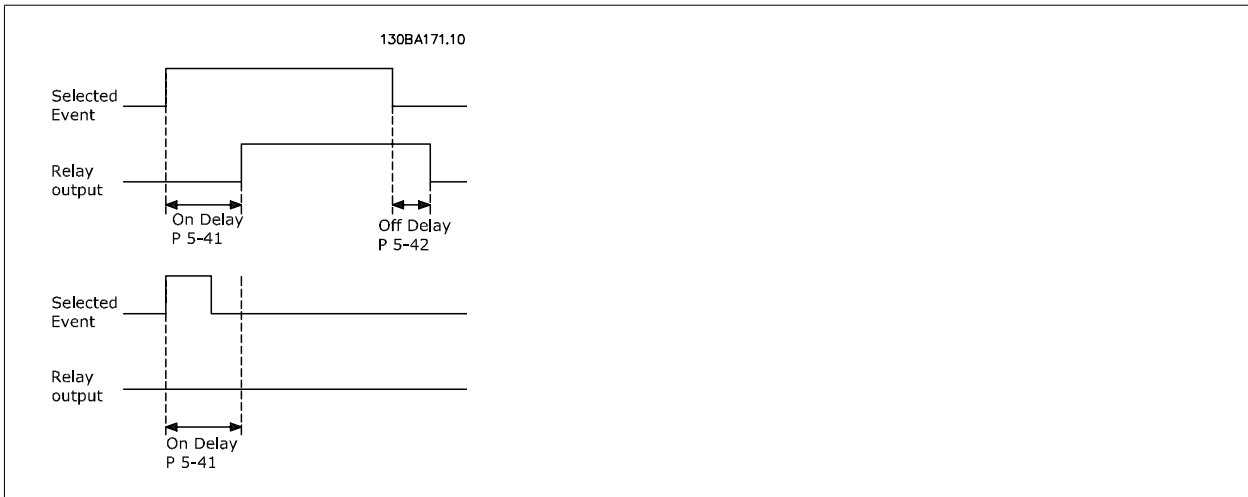 130BA171.10
Selected
Event
Relay
output
On Delay
P 5-41
Off Delay
P 5-42
Selected
Event
Relay
output
On Delay
P 5-41